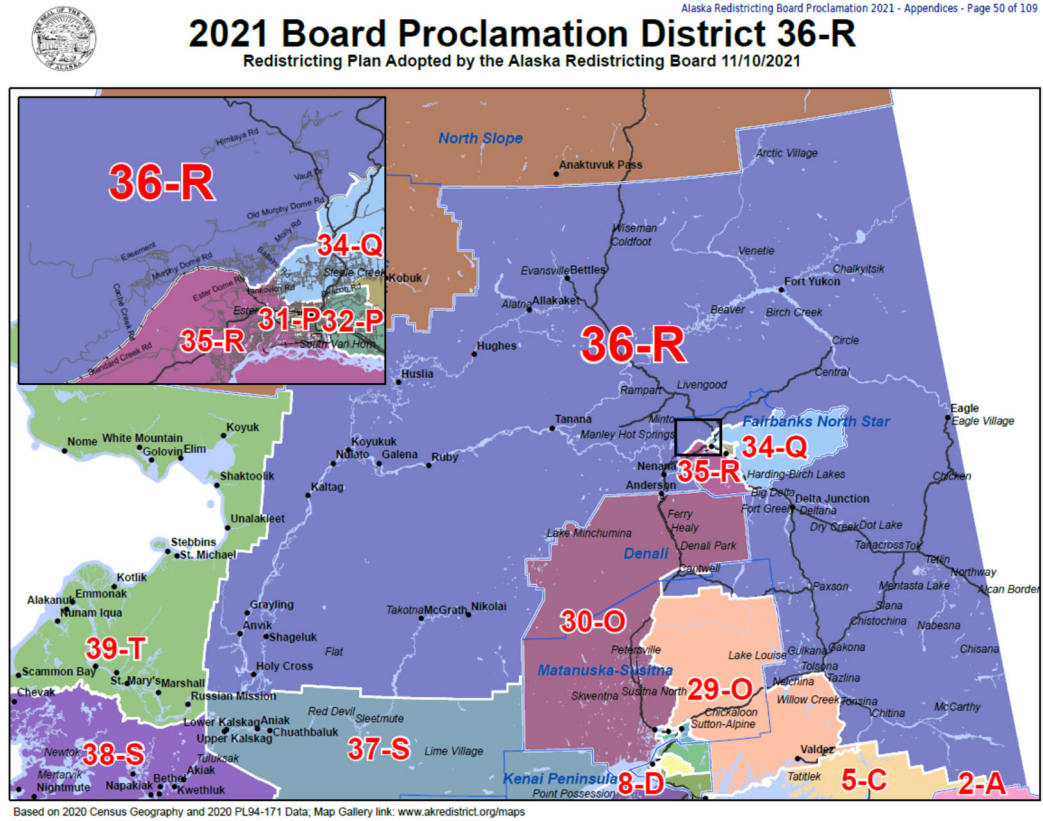 Alaska Redistricting Board Proclamation 2021 - Appendices - Page 50 of 109
2021 Board Proclamation District 36-R
Redistricting Plan Adopted by the Alaska Redistricting Board 11/10/2021
North Slope
Anaktuvuk Pass
Arctic Village
Himilaya Rd
36-R
Vault Dr
Old Murphy Dome Rd
Molly Rd
Easement
Murphy Dome Rd
34-Q
Steele Creek
Kobuk
Ester Dome Rd
Cache Creek Rd
Ester
31-P
32-P
35-R
South Van Horn
Standard Creek Rd
Wiseman
Coldfoot
Venetie
Chalkyitsik
Evansville
Bettles
Fort Yukon
Alatna
Allakaket
Beaver
Birch Creek
36-R
Hughes
Circle
Huslia
Central
Rampart
Livengood
Eagle
Eagle Village
Tanana
Minto
Fairbanks North Star
Manley Hot Springs
34-Q
Nome
White Mountain
Koyuk
Golovin
Elim
Koyukuk
Nulato
Galena
Ruby
Nenana
35-R
Harding-Birch Lakes
Shaktoolik
Kaltag
Anderson
Big Delta
Delta Junction
Chicken
Fort Greely
Deltana
Unalakleet
Ferry
Healy
Dry Creek
Dot Lake
Lake Minchumina
Stebbins
St. Michael
Denali
Denali Park
Tanacross
Tok
Tetlin
Cantwell
Northway
Kotlik
Paxson
Mentasta Lake
Alcan Border
Emmonak
Alakanuk
Nunam Iqua
Grayling
Takotna
McGrath
Nikolai
Slana
Chistochina
Nabesna
Anvik
Shageluk
30-O
39-T
Flat
Petersville
Lake Louise
Gulkana
Gakona
Chisana
Holy Cross
Matanuska-Susitna
Tolsona
Tazlina
Scammon Bay
St. Mary's
Marshall
Nelchina
Chevak
Russian Mission
Skwentna
Susitna North
29-O
Willow Creek
Tonsina
McCarthy
Red Devil
Sleetmute
Chickaloon
Chitina
Lower Kalskag
Aniak
Sutton-Alpine
Upper Kalskag
Chuathbaluk
38-S
37-S
Lime Village
Valdez
Newtok
Tuluksak
Mertarvik
Bethel
Akiak
Kenai Peninsula
8-D
Tatitlek
5-C
2-A
Nightmute
Napakiak
Kwethluk
Point Possession
Based on 2020 Census Geography and 2020 PL94-171 Data; Map Gallery link: www.akredistrict.org/maps